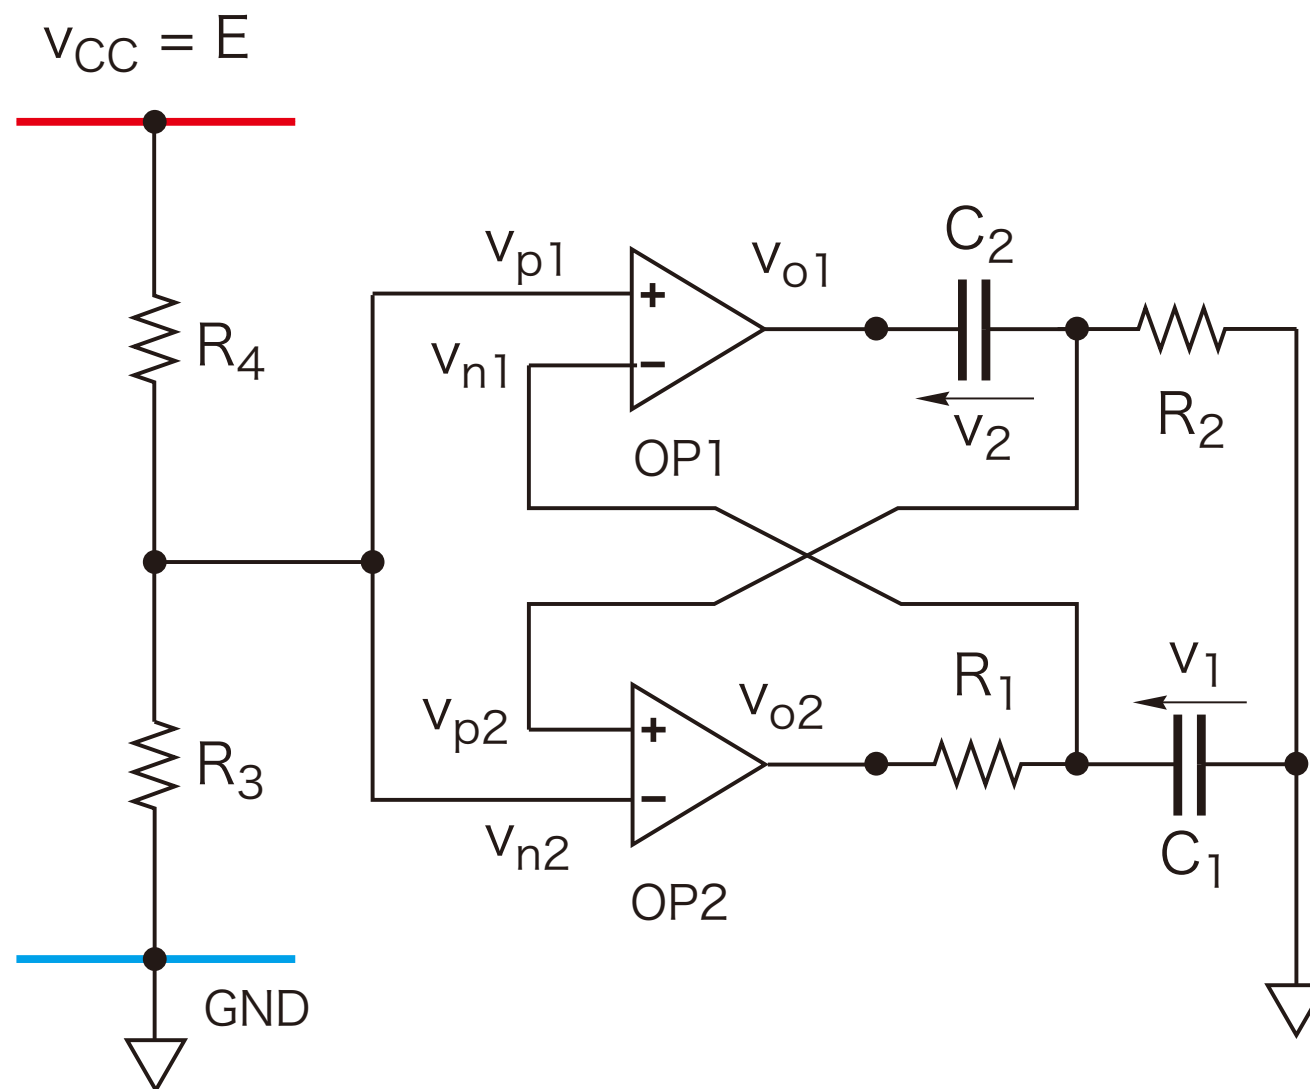 vCC = E
vp1
vo1
C2
vn1
R4
v2
R2
OP1
R1
v1
vp2
vo2
R3
vn2
C1
OP2
GND